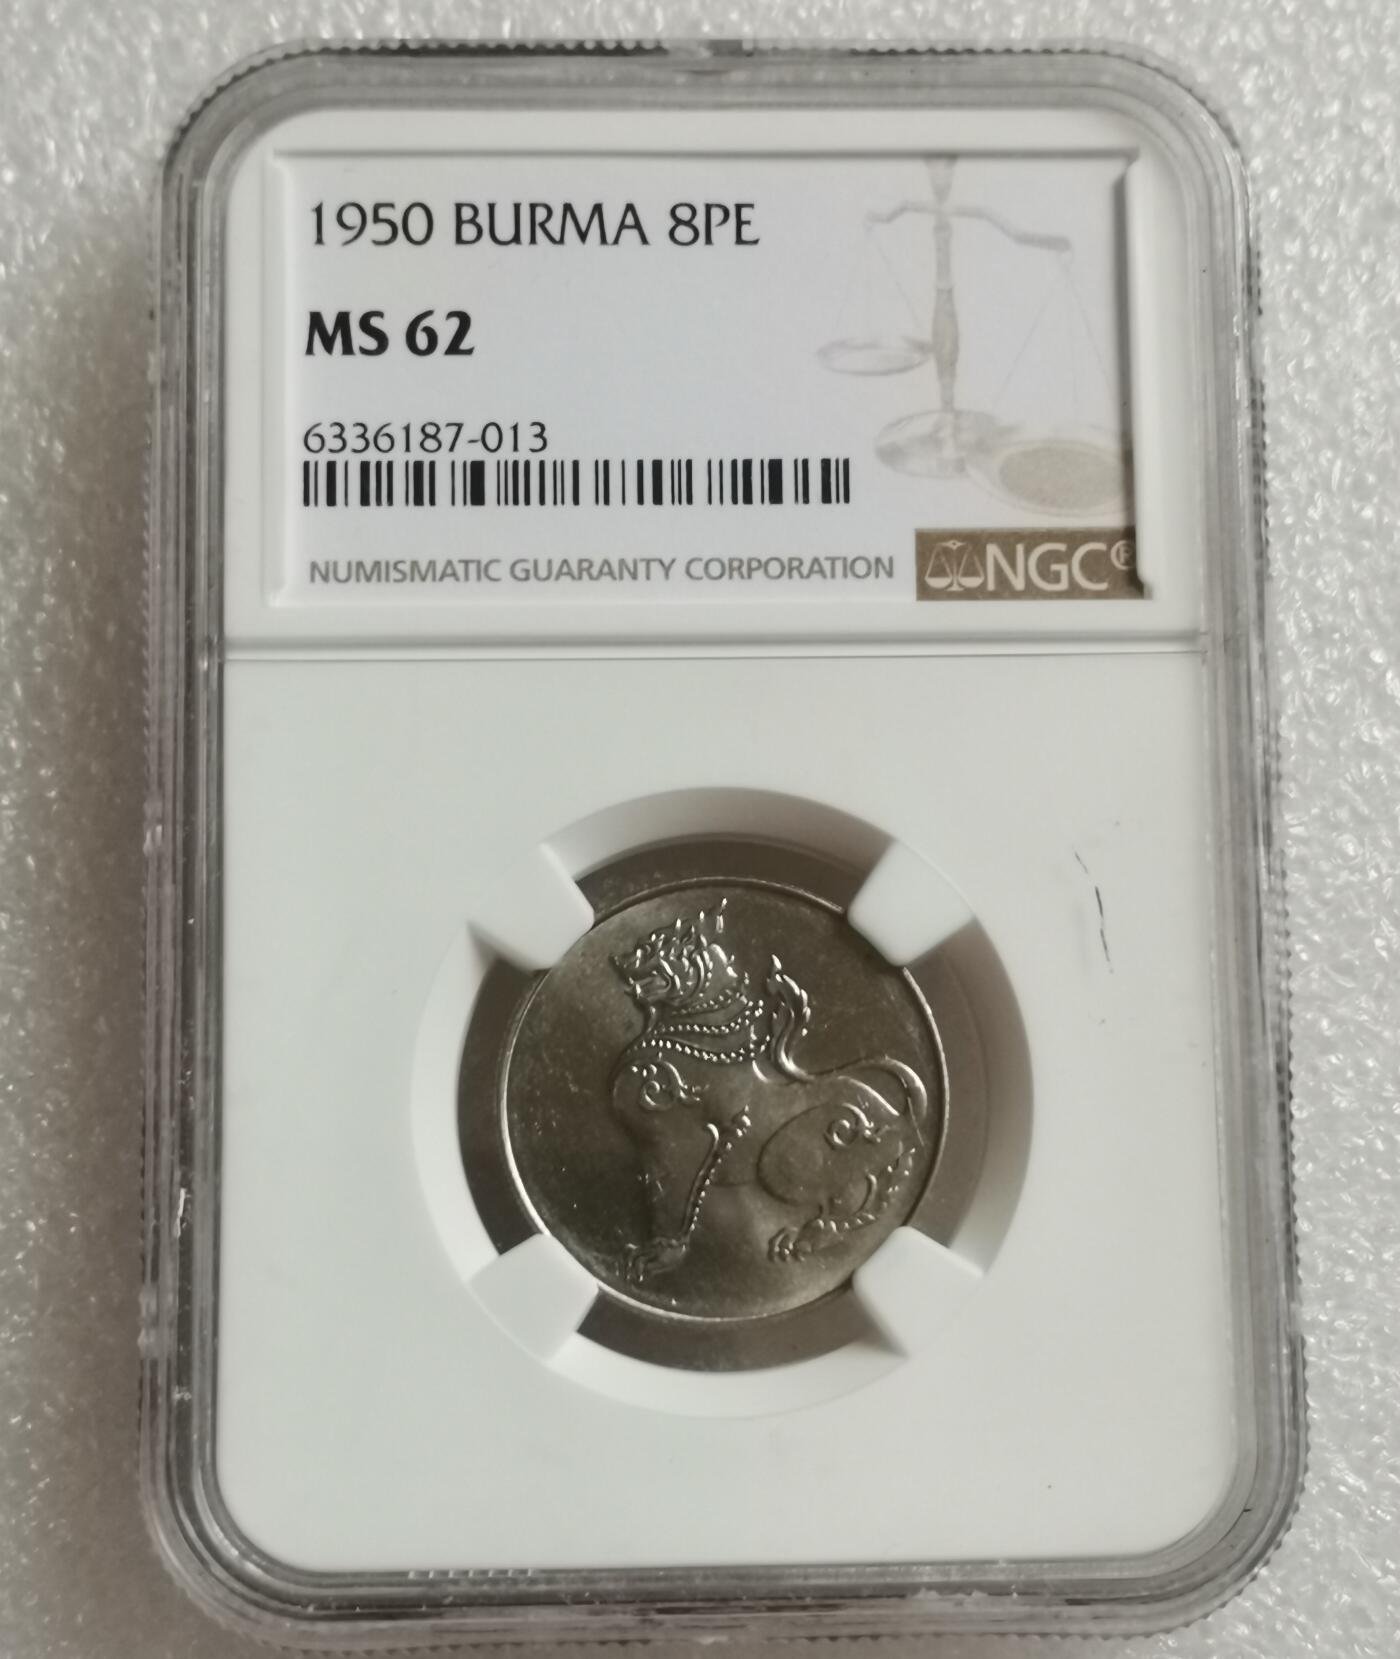 1950 BURMA 8PE
MS 62
6336187-013
NUMISMATIC GUARANTY CORPORATION
NGC®